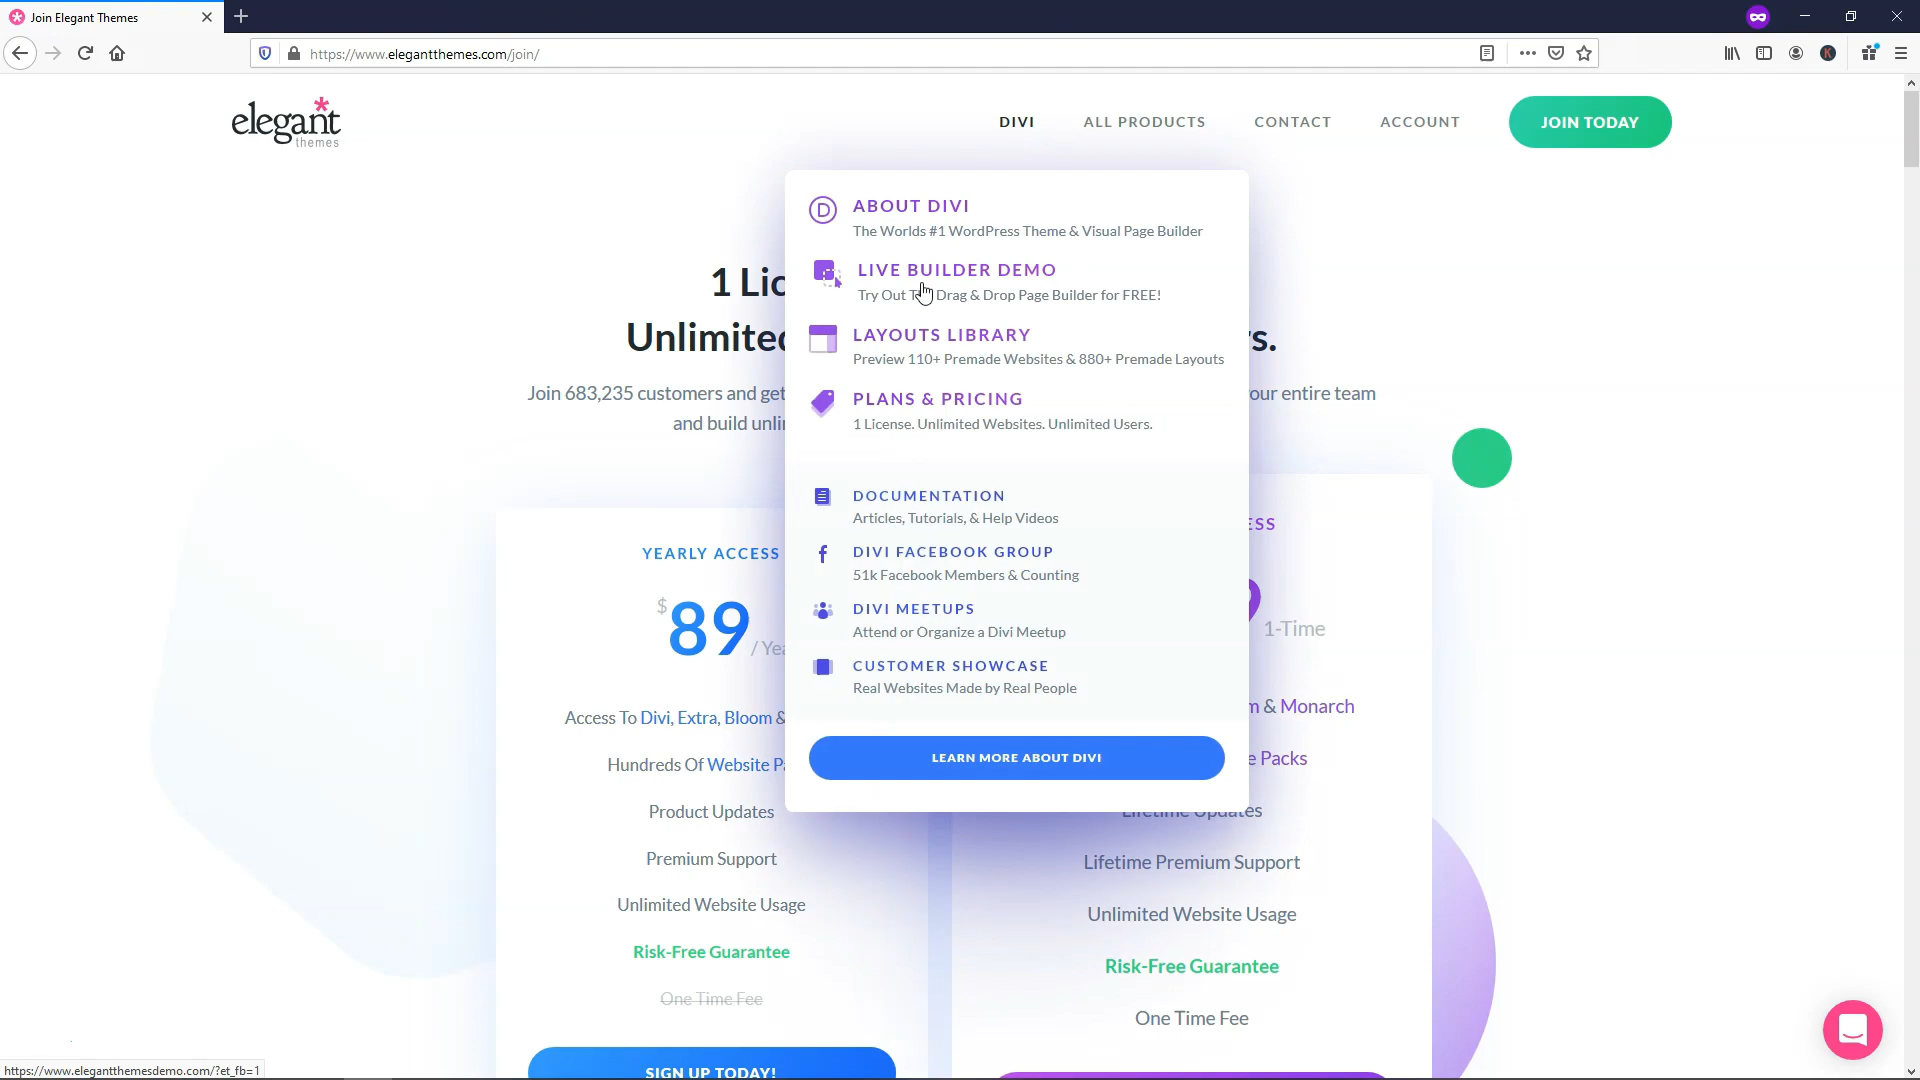 Join Elegant Themes
https://www.elegantthemes.com/join/
elegant
themes
DIVI
ALL PRODUCTS
CONTACT
ACCOUNT
JOIN TODAY
ABOUT DIVI
The Worlds #1 WordPress Theme & Visual Page Builder
LIVE BUILDER DEMO
Try Out T Drag & Drop Page Builder for FREE!
LAYOUTS LIBRARY
Preview 110+ Premade Websites & 880+ Premade Layouts
PLANS & PRICING
1 License. Unlimited Websites. Unlimited Users.
DOCUMENTATION
Articles, Tutorials, & Help Videos
DIVI FACEBOOK GROUP
51k Facebook Members & Counting
DIVI MEETUPS
Attend or Organize a Divi Meetup
CUSTOMER SHOWCASE
Real Websites Made by Real People
LEARN MORE ABOUT DIVI
1 Lic
Unlimited s.
Join 683,235 customers and get our entire team
and build unli
YEARLY ACCESS
$89 / Yea
Access To Divi, Extra, Bloom &
Hundreds Of Website Pa
Product Updates
Premium Support
Unlimited Website Usage
Risk-Free Guarantee
One Time Fee
SIGN UP TODAY!
ESS
9 1-Time
m & Monarch
e Packs
Lifetime Updates
Lifetime Premium Support
Unlimited Website Usage
Risk-Free Guarantee
One Time Fee
https://www.elegantthemesdemo.com/?et_fb=1